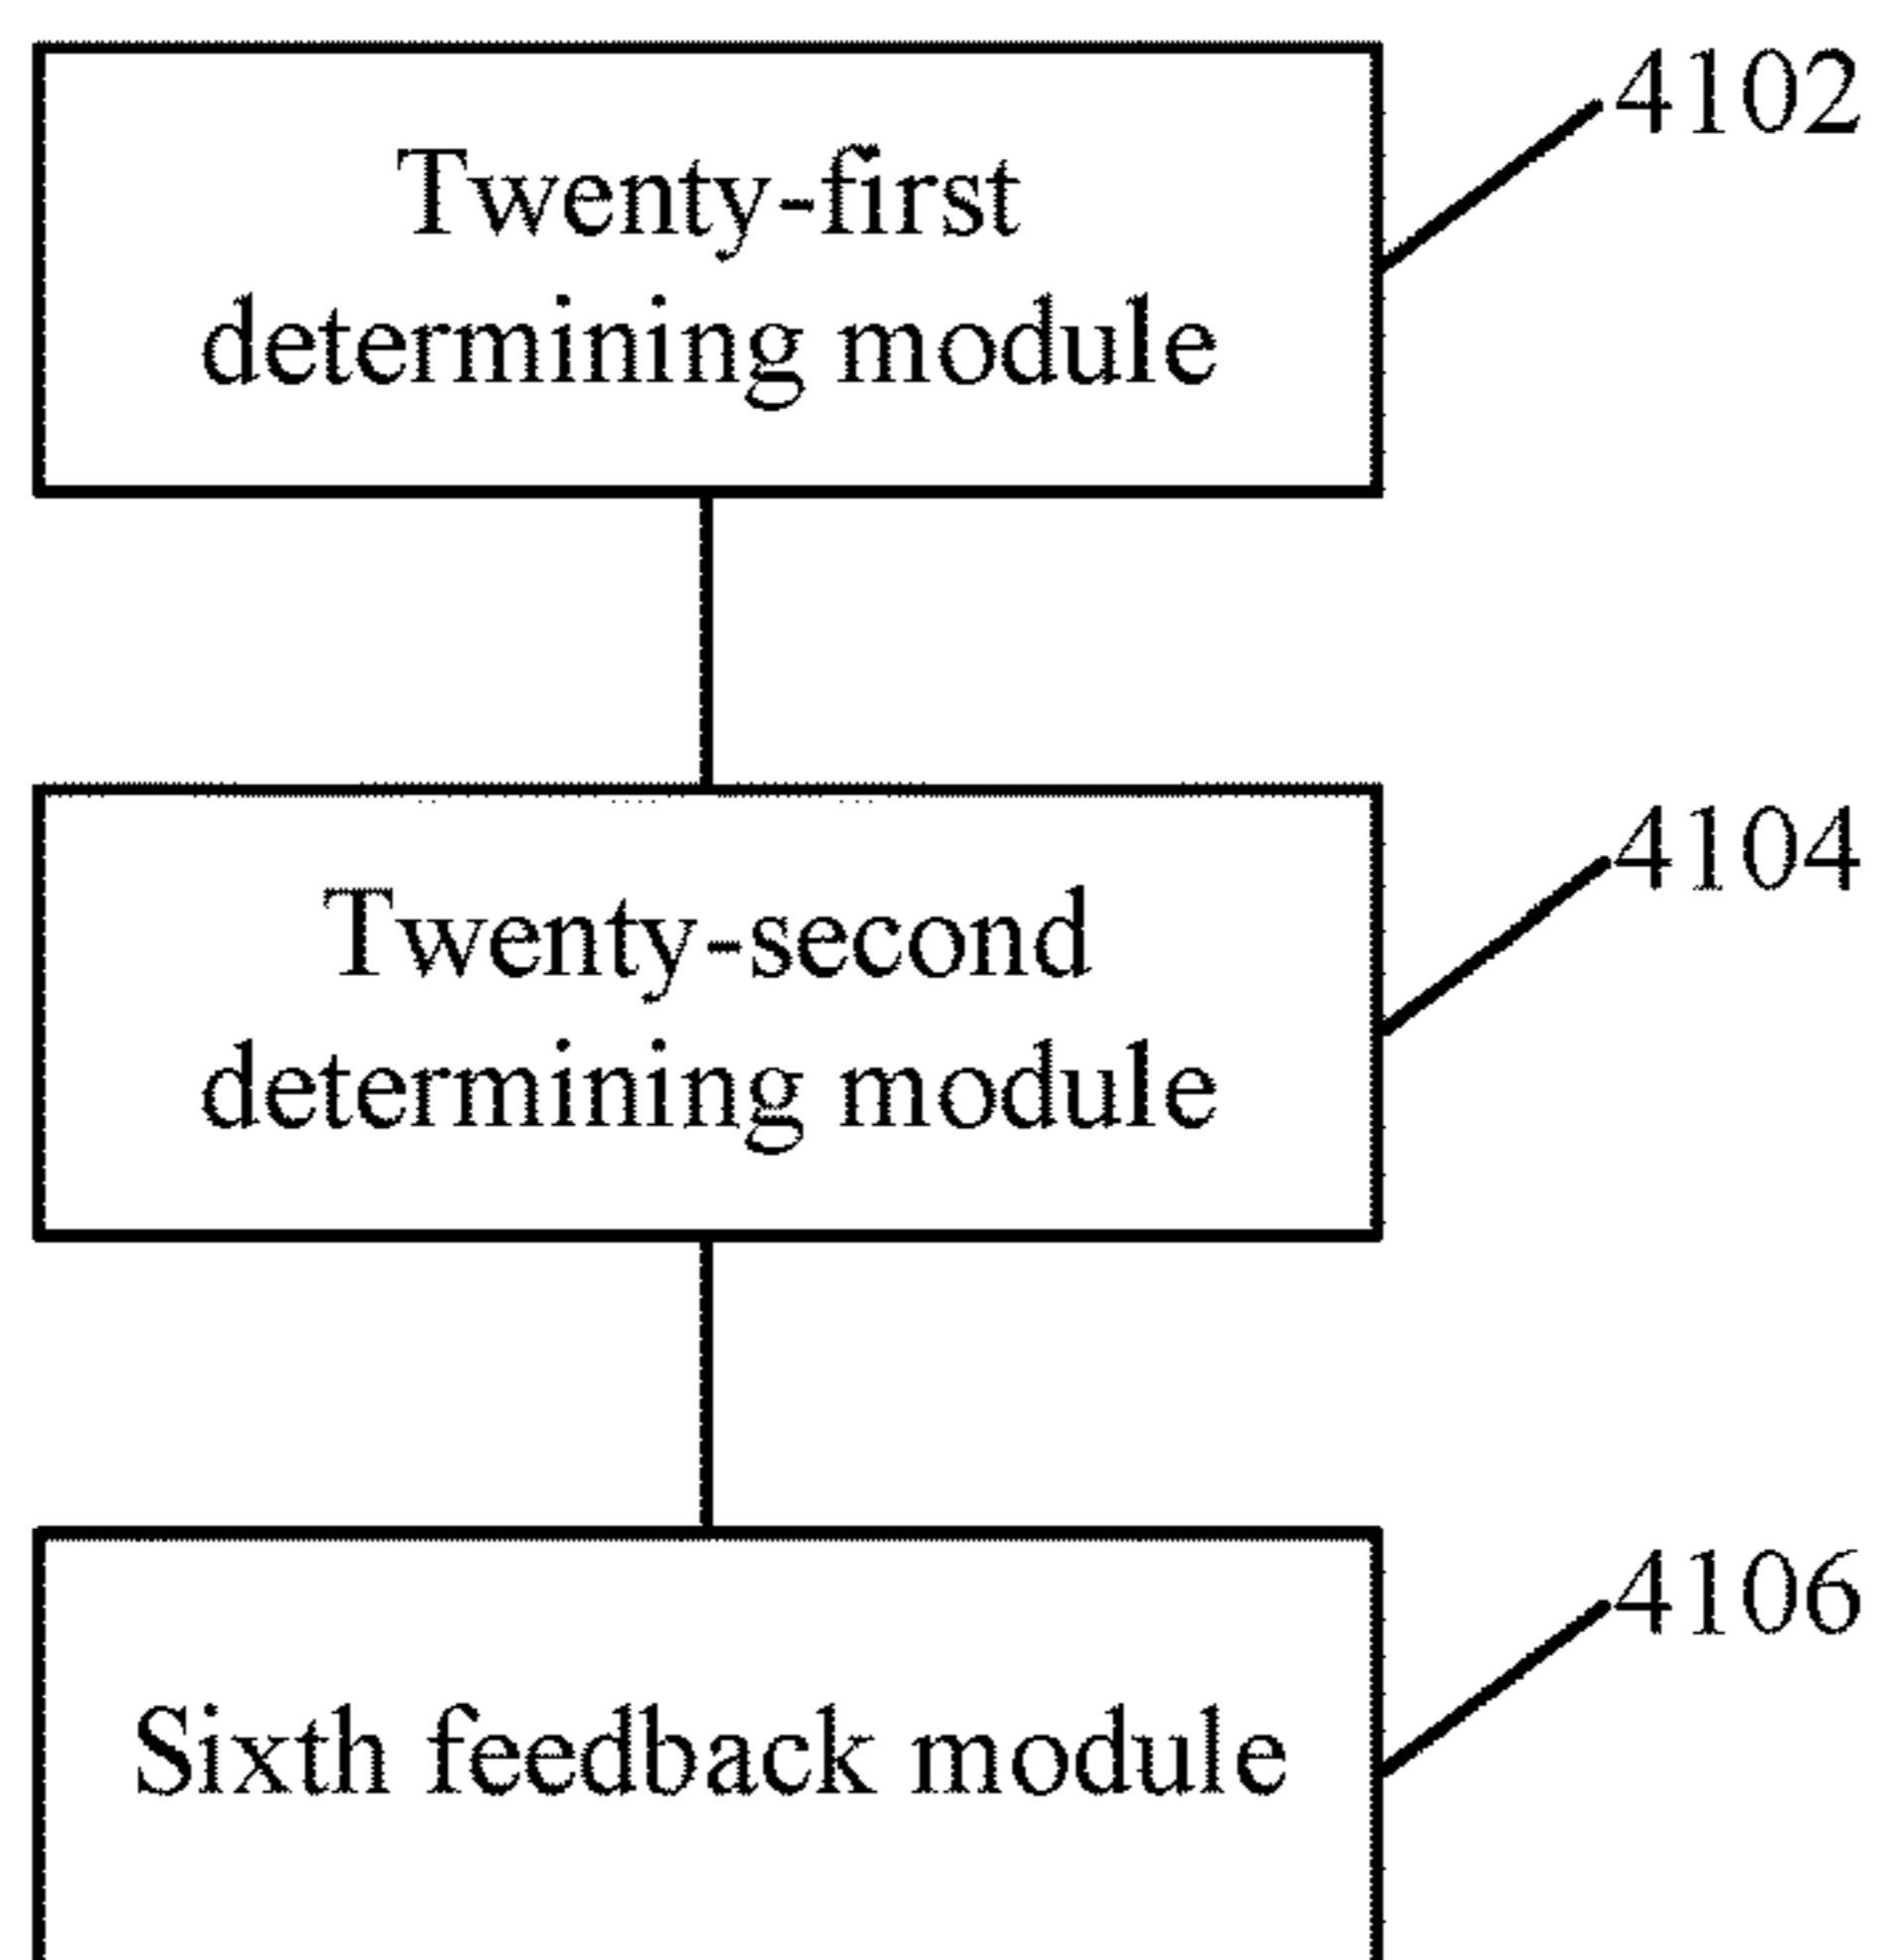 4102
Twenty-first
determining module
4104
Twenty-second
determining module
4106
Sixth feedback module